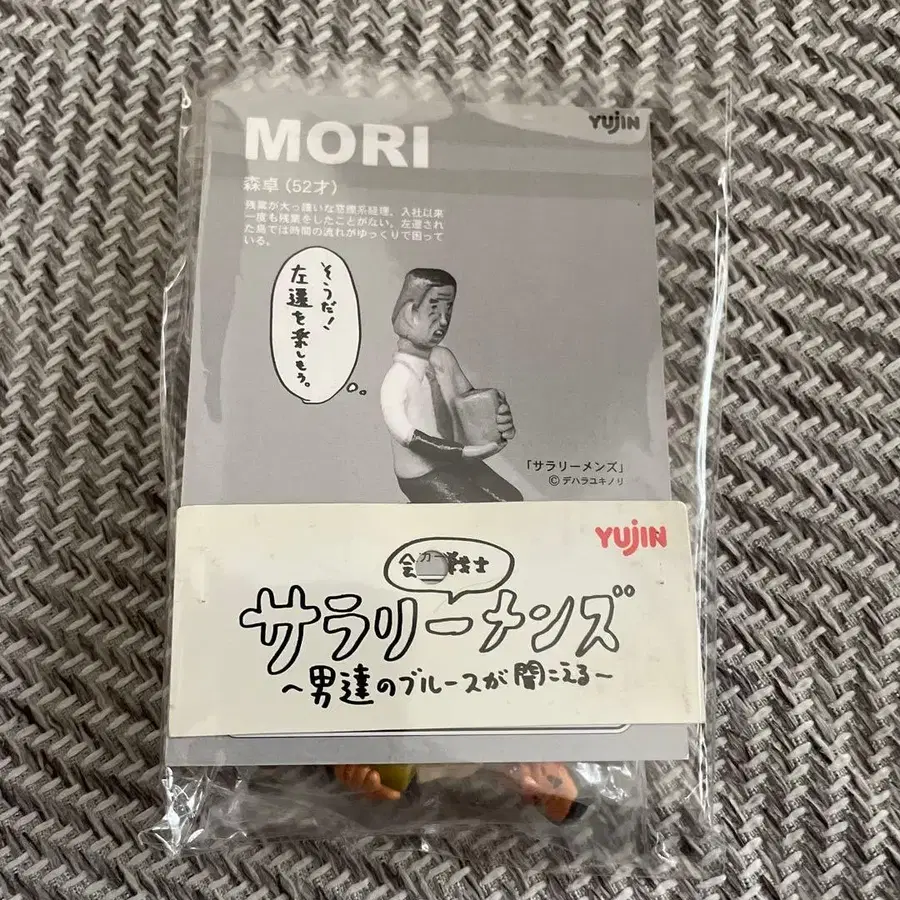 MORI
YUJIN
森卓（52才）
残業が大っ嫌いな窓際系経理。入社以来
一度も残業をしたことがない。左遷され
た島では時間の流れがゆっくりで困って
いる。
そうだ！
左遷を楽しもう。
「サラリーメンズ」
© デハラユキノリ
YUJIN
サラリーメンズ
～男達のブルースが聞こえる～